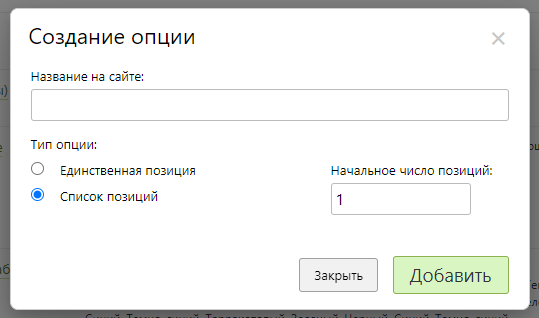 Создание опции
Название на сайте:
Тип опции:
Единственная позиция
Начальное число позиций:
Список позиций
1
Закрыть
Добавить